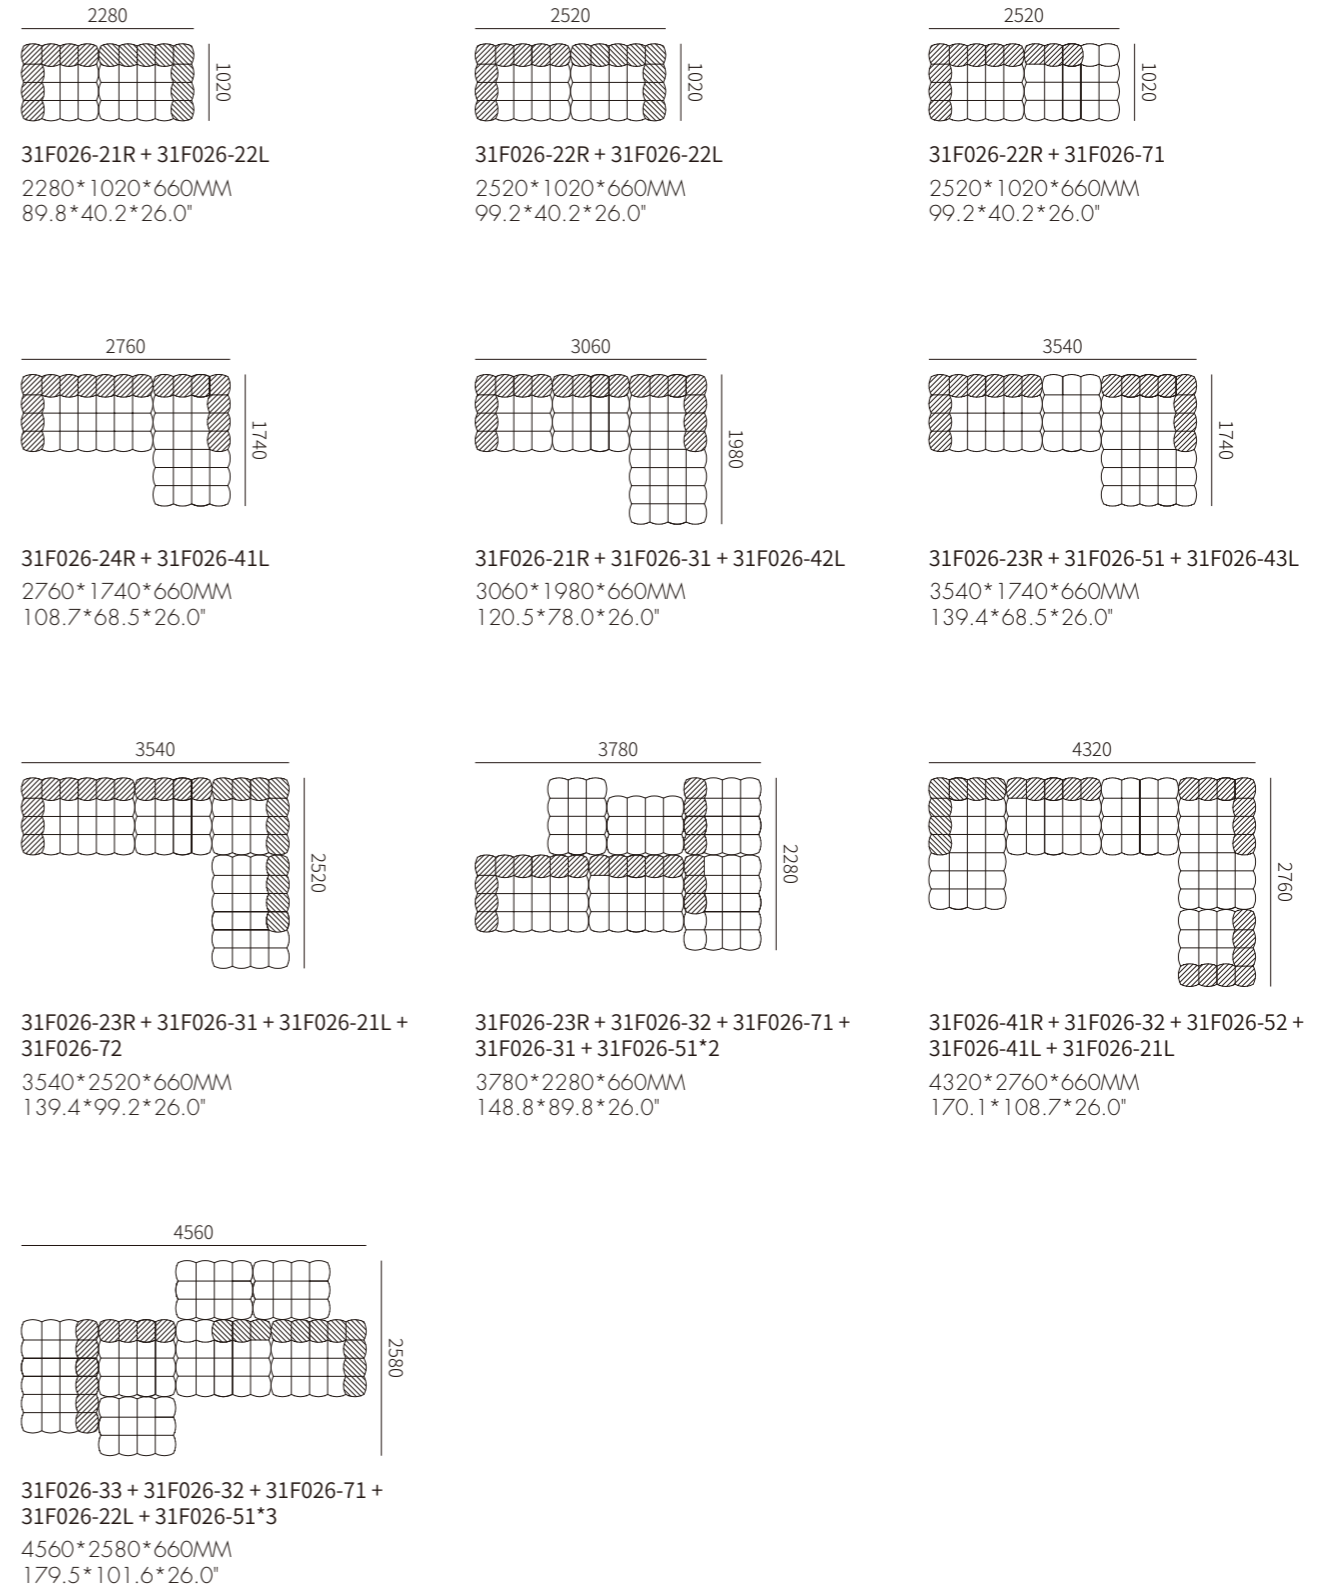 2280
1020
31F026-21R + 31F026-22L
2280*1020*660MM
89.8*40.2*26.0"
2520
1020
31F026-22R + 31F026-22L
2520*1020*660MM
99.2*40.2*26.0"
2520
1020
31F026-22R + 31F026-71
2520*1020*660MM
99.2*40.2*26.0"
2760
1740
31F026-24R + 31F026-41L
2760*1740*660MM
108.7*68.5*26.0"
3060
1980
31F026-21R + 31F026-31 + 31F026-42L
3060*1980*660MM
120.5*78.0*26.0"
3540
1740
31F026-23R + 31F026-51 + 31F026-43L
3540*1740*660MM
139.4*68.5*26.0"
3540
2520
31F026-23R + 31F026-31 + 31F026-21L +
31F026-72
3540*2520*660MM
139.4*99.2*26.0"
3780
2280
31F026-23R + 31F026-32 + 31F026-71 +
31F026-31 + 31F026-51*2
3780*2280*660MM
148.8*89.8*26.0"
4320
2760
31F026-41R + 31F026-32 + 31F026-52 +
31F026-41L + 31F026-21L
4320*2760*660MM
170.1*108.7*26.0"
4560
2580
31F026-33 + 31F026-32 + 31F026-71 +
31F026-22L + 31F026-51*3
4560*2580*660MM
179.5*101.6*26.0"